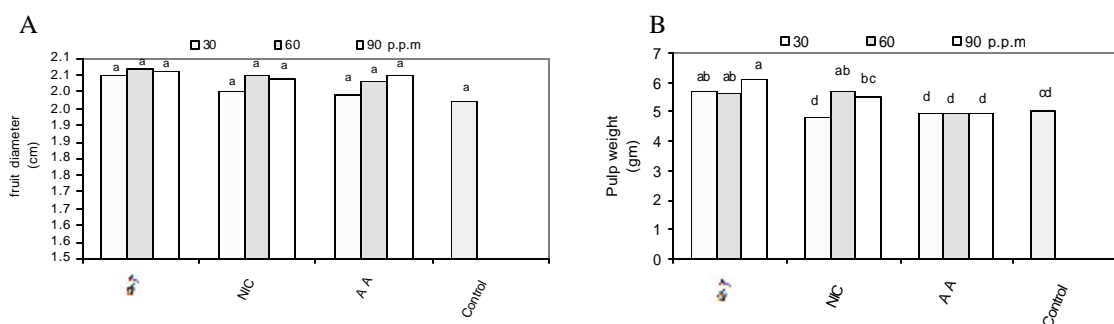 A
30 60 90 p.p.m
fruit diameter
(cm)
2.1
2.1
2.0
2.0
1.9
1.9
1.8
1.8
1.7
1.7
1.6
1.6
1.5
a a a
a a a
a a a
a
NIC
A A
Control
B
30 60 90 p.p.m
Pulp weight
(gm)
7
6
5
4
3
2
1
0
ab ab a
d ab bc
d d d
cd
NIC
A A
Control